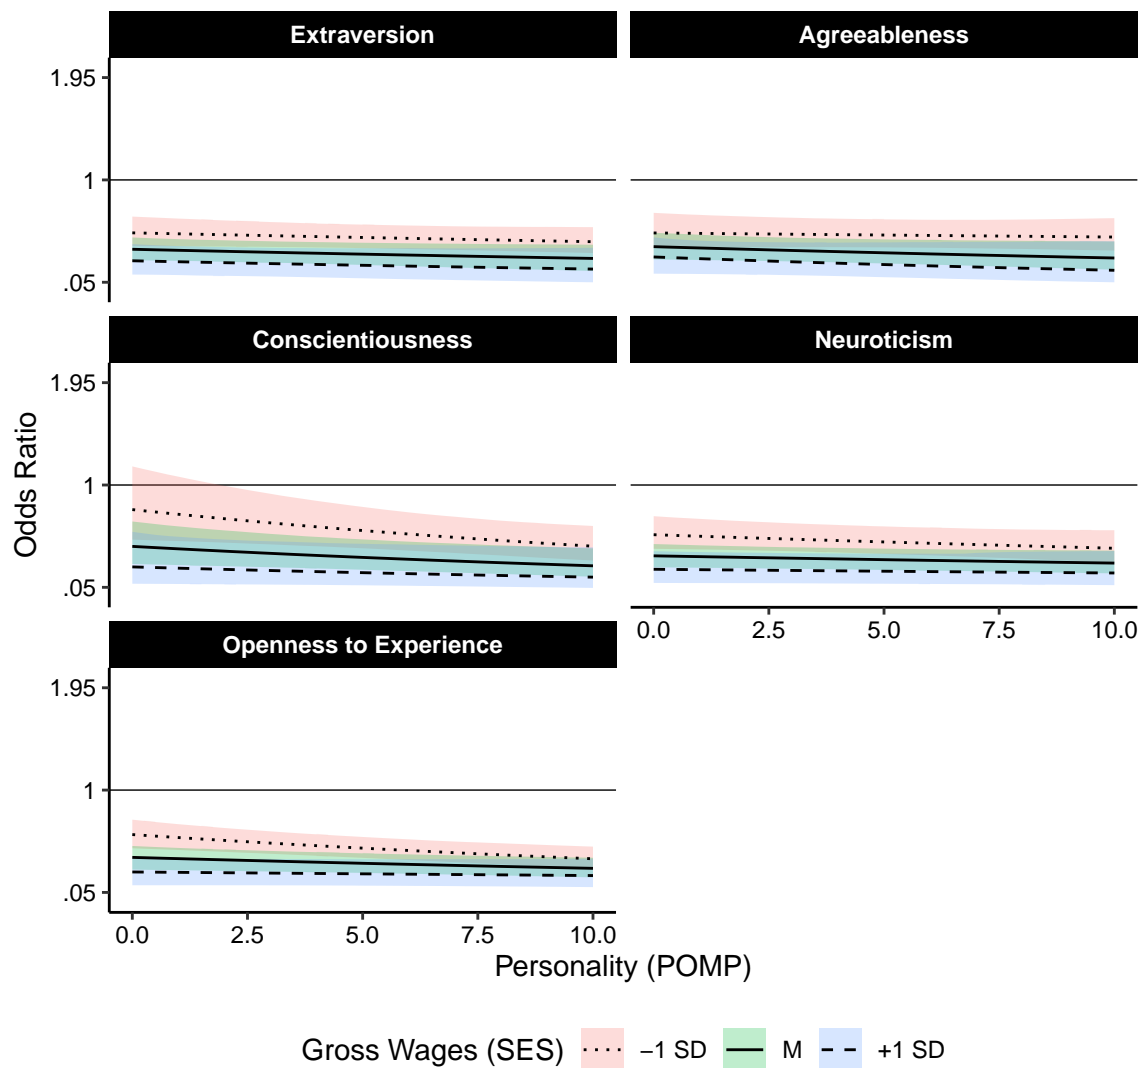 Extraversion
Agreeableness
1.95
1
.05
Conscientiousness
Neuroticism
1.95
1
.05
0.0 2.5 5.0 7.5 10.0
Openness to Experience
1.95
1
.05
0.0 2.5 5.0 7.5 10.0
Odds Ratio
Personality (POMP)
Gross Wages (SES) −1 SD M +1 SD